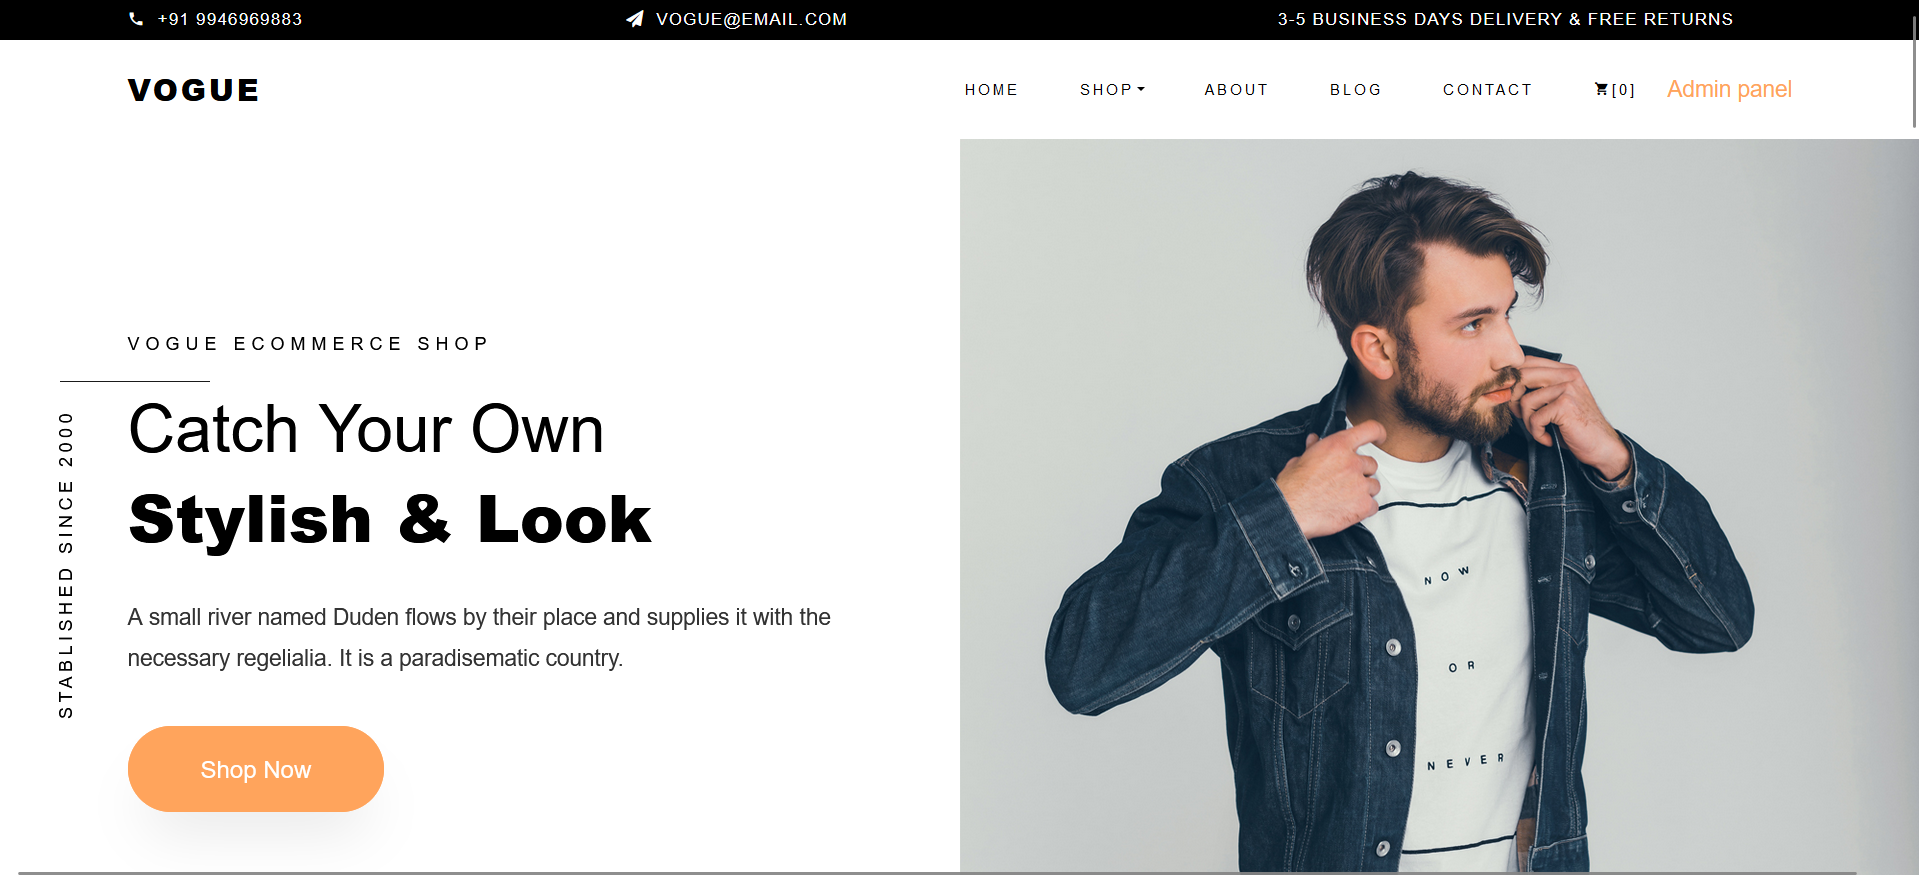 +91 9946969883
VOGUE@EMAIL.COM
3-5 BUSINESS DAYS DELIVERY & FREE RETURNS
VOGUE
HOME
SHOP
ABOUT
BLOG
CONTACT
[0]
Admin panel
VOGUE ECOMMERCE SHOP
STABLISHED SINCE 2000
Catch Your Own
Stylish & Look
A small river named Duden flows by their place and supplies it with the
necessary regelialia. It is a paradisematic country.
Shop Now
NOW
OR
NEVER